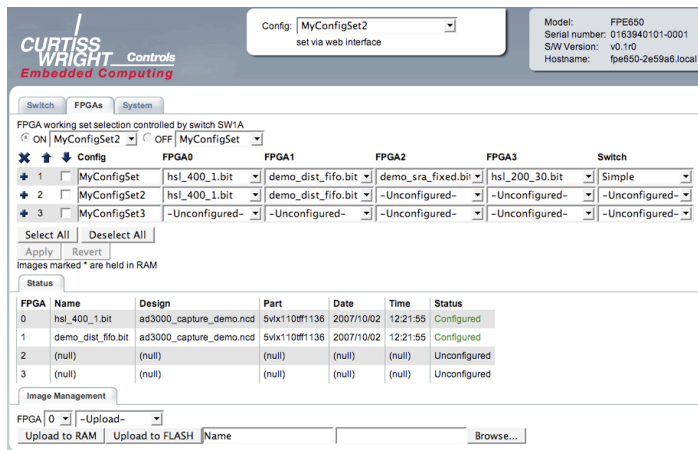 CURTISS
WRIGHT Controls
Embedded Computing
Config: MyConfigSet2
set via web interface
Model: FPE650
Serial number: 0163940101-0001
S/W Version: v0.1r0
Hostname: fpe650-2e59a6.local
Switch FPGAs System
FPGA working set selection controlled by switch SW1A
ON MyConfigSet2 OFF MyConfigSet
Config FPGA0 FPGA1 FPGA2 FPGA3 Switch
1 MyConfigSet hsl_400_1.bit demo_dist_fifo.bit demo_sra_fixed.bit hsl_200_30.bit Simple
2 MyConfigSet2 hsl_400_1.bit demo_dist_fifo.bit -Unconfigured- -Unconfigured- -Unconfigured-
3 MyConfigSet3 -Unconfigured- -Unconfigured- -Unconfigured- -Unconfigured- -Unconfigured-
Select All Deselect All
Apply Revert
Images marked * are held in RAM
Status
FPGA Name Design Part Date Time Status
0 hsl_400_1.bit ad3000_capture_demo.ncd 5vlx110tff1136 2007/10/02 12:21:55 Configured
1 demo_dist_fifo.bit ad3000_capture_demo.ncd 5vlx110tff1136 2007/10/02 12:21:55 Configured
2 (null) (null) (null) (null) (null) Unconfigured
3 (null) (null) (null) (null) (null) Unconfigured
Image Management
FPGA 0 -Upload-
Upload to RAM Upload to FLASH Name Browse...